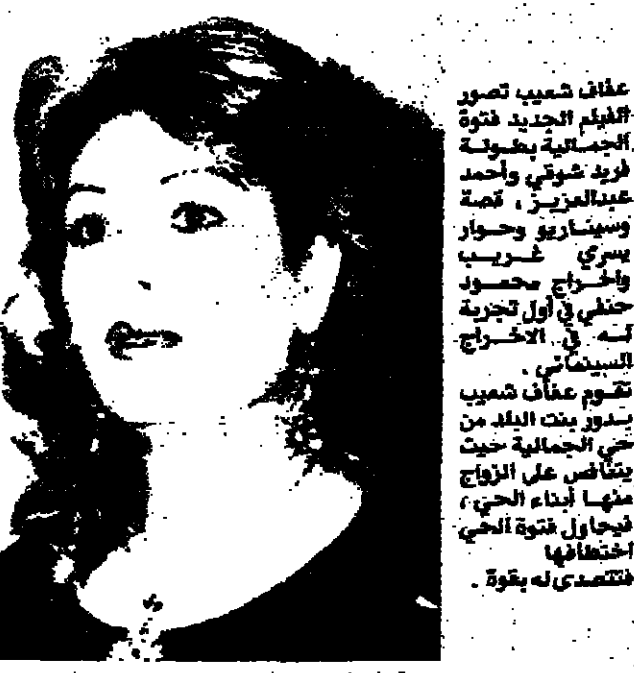 عفاف شعيب تصور
الفيلم الجديد فتوة
الجمالية بطولة
فريد شوقي وأحمد
عبدالعزيز ، قصة
وسيناريو وحوار
يسري غريب
واخراج محمود
حنفي في أول تجربة
له في الاخراج
السينمائي .
تقوم عفاف شعيب
بدور بنت البلد من
حي الجمالية حيث
يتنافس على الزواج
منها أبناء الحي ،
فيحاول فتوة الحي
اختطافها
فتتصدى له بقوة .